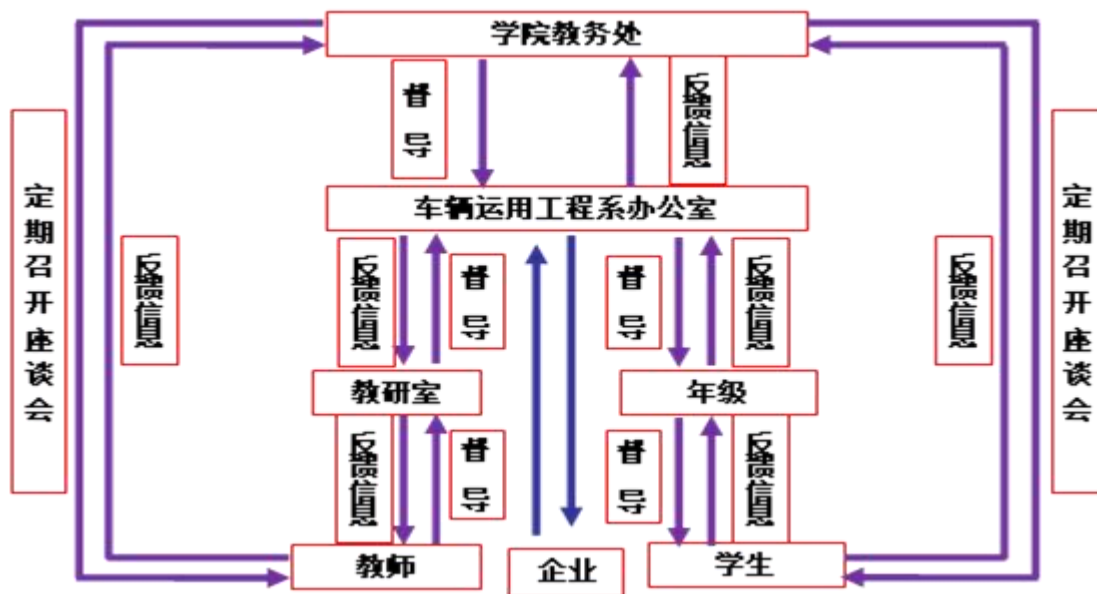 学院教务处
督导
反馈信息
车辆运用工程系办公室
定期召开座谈会
反馈信息
反馈信息
督导
督导
反馈信息
反馈信息
定期召开座谈会
教研室
年级
反馈信息
督导
督导
反馈信息
教师
企业
学生